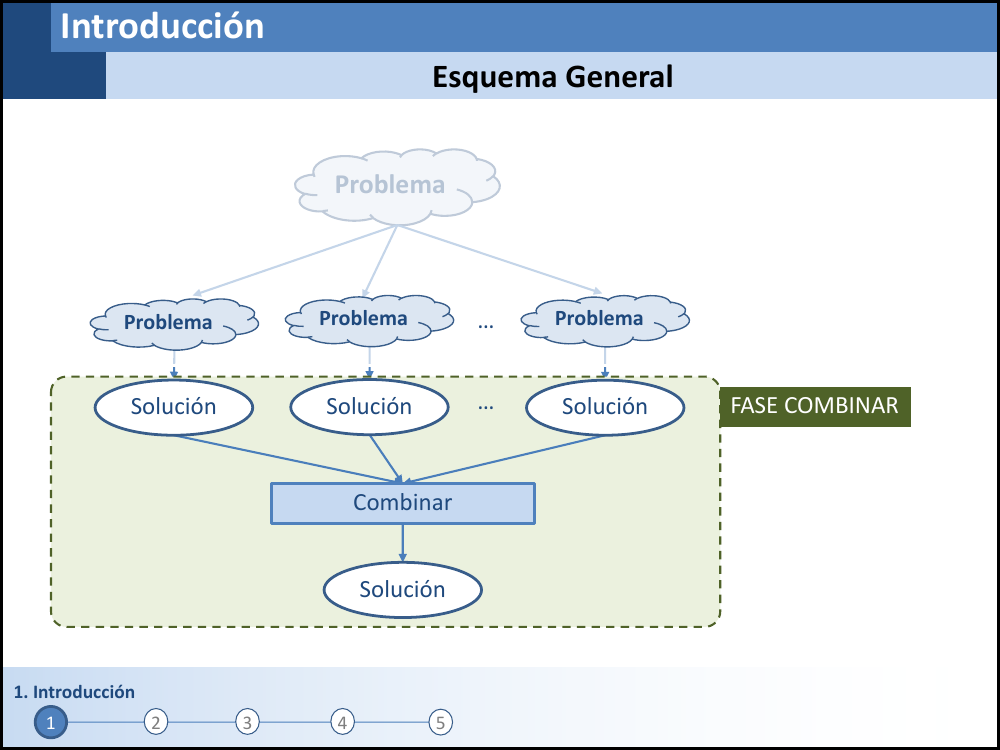 Introducción
Esquema General
Problema
Problema
Problema
...
Problema
Solución
Solución
...
Solución
FASE COMBINAR
Combinar
Solución
1. Introducción
1
2
3
4
5